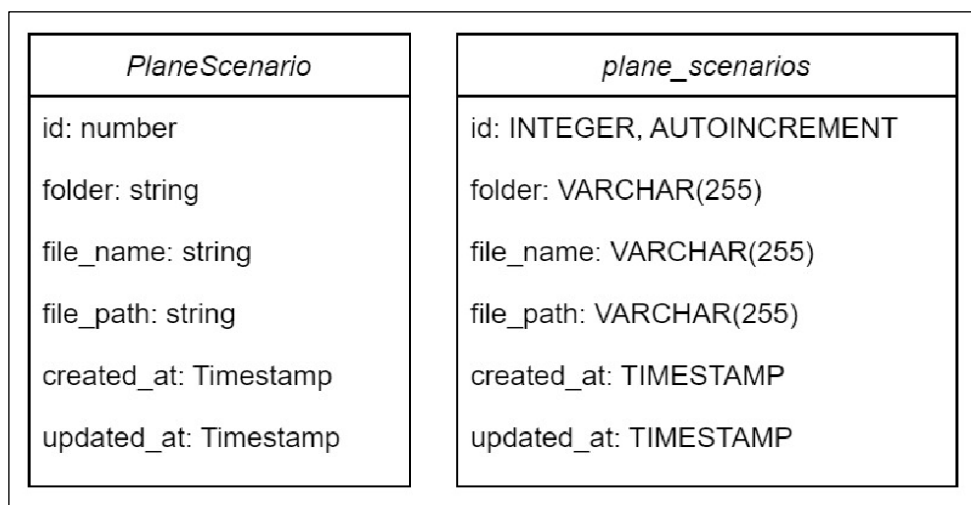 PlaneScenario
id: number
folder: string
file_name: string
file_path: string
created_at: Timestamp
updated_at: Timestamp
plane_scenarios
id: INTEGER, AUTOINCREMENT
folder: VARCHAR(255)
file_name: VARCHAR(255)
file_path: VARCHAR(255)
created_at: TIMESTAMP
updated_at: TIMESTAMP